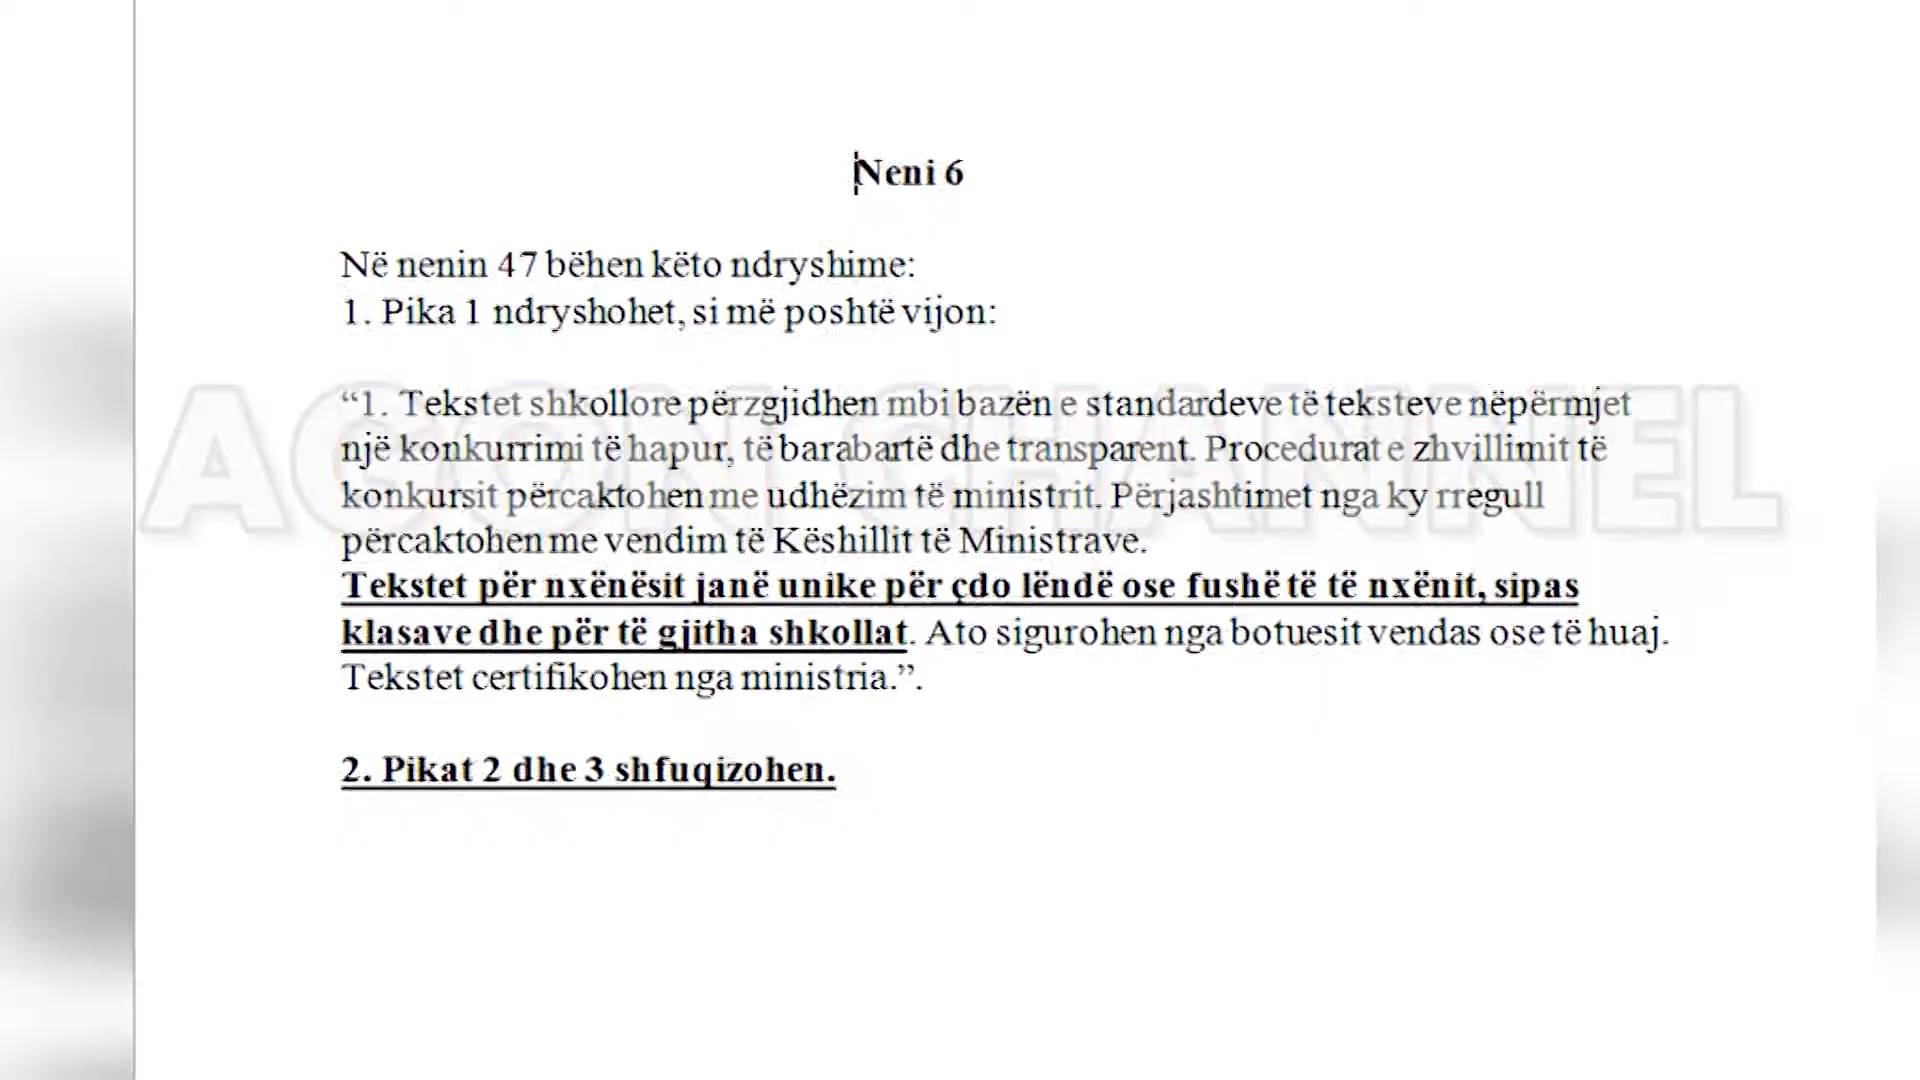 Neni 6
Në nenin 47 bëhen këto ndryshime:
1. Pika 1 ndryshohet, si më poshtë vijon:
“1. Tekstet shkollore përzgjidhen mbi bazën e standardeve të teksteve nëpërmjet
një konkurrimi të hapur, të barabartë dhe transparent. Procedurat e zhvillimit të
konkursit përcaktohen me udhëzim të ministrit. Përjashtimet nga ky rregull
përcaktohen me vendim të Këshillit të Ministrave.
Tekstet për nxënësit janë unike për çdo lëndë ose fushë të të nxënit, sipas
klasave dhe për të gjitha shkollat. Ato sigurohen nga botuesit vendas ose të huaj.
Tekstet certifikohen nga ministria.”.
2. Pikat 2 dhe 3 shfuqizohen.